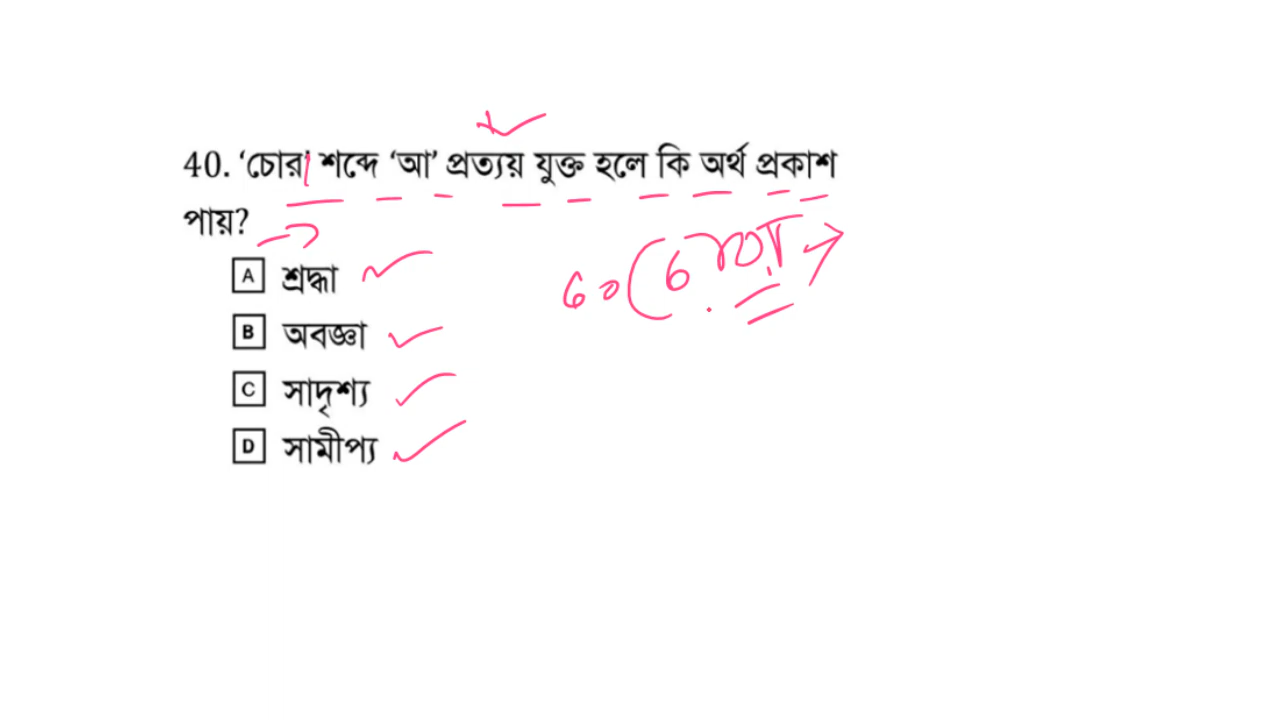 40. ‘চোর’ শব্দে ‘আ’ প্রত্যয় যুক্ত হলে কি অর্থ প্রকাশ
পায়?
A শ্রদ্ধা
B অবজ্ঞা
C সাদৃশ্য
D সামীপ্য